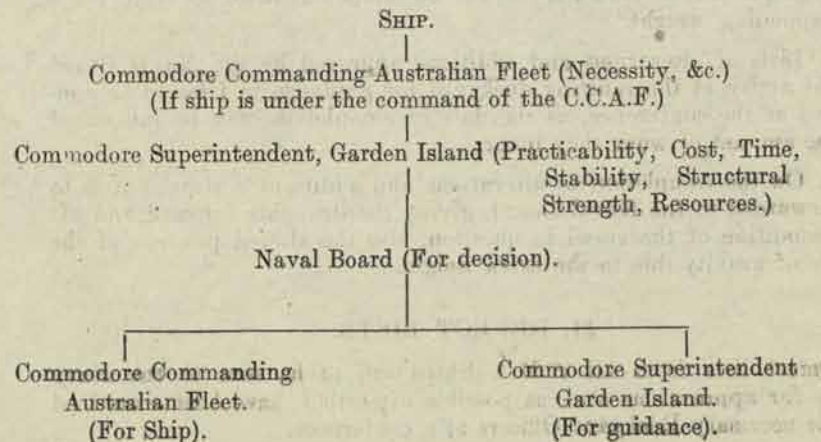 SHIP.
Commodore Commanding Australian Fleet (Necessity, &c.)
(If ship is under the command of the C.C.A.F.)
Commodore Superintendent, Garden Island (Practicability, Cost, Time,
Stability, Structural
Strength, Resources.)
Naval Board (For decision).
Commodore Commanding
Australian Fleet.
(For Ship).
Commodore Superintendent
Garden Island.
(For guidance).